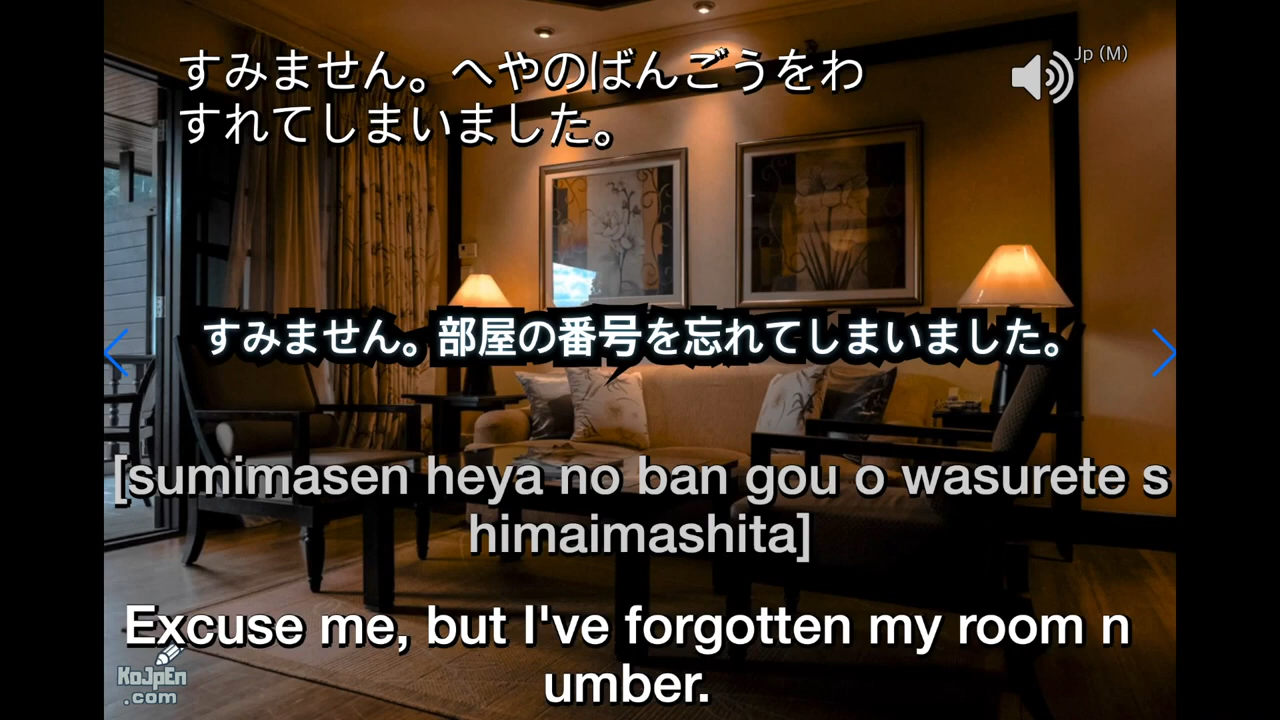 すみません。へやのばんごうをわ
すれてしまいました。
Jp (M)
すみません。部屋の番号を忘れてしまいました。
[sumimasen heya no ban gou o wasurete s
himaimashita]
Excuse me, but I've forgotten my room n
umber.
KoJpEn
.com